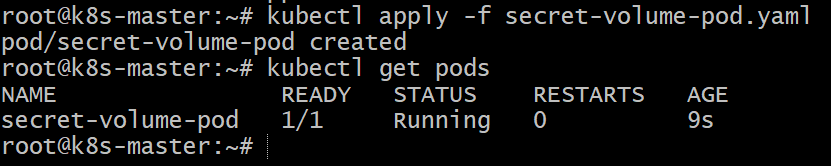 root@k8s-master:~# kubectl apply -f secret-volume-pod.yaml
pod/secret-volume-pod created
root@k8s-master:~# kubectl get pods
NAME READY STATUS RESTARTS AGE
secret-volume-pod 1/1 Running 0 9s
root@k8s-master:~#